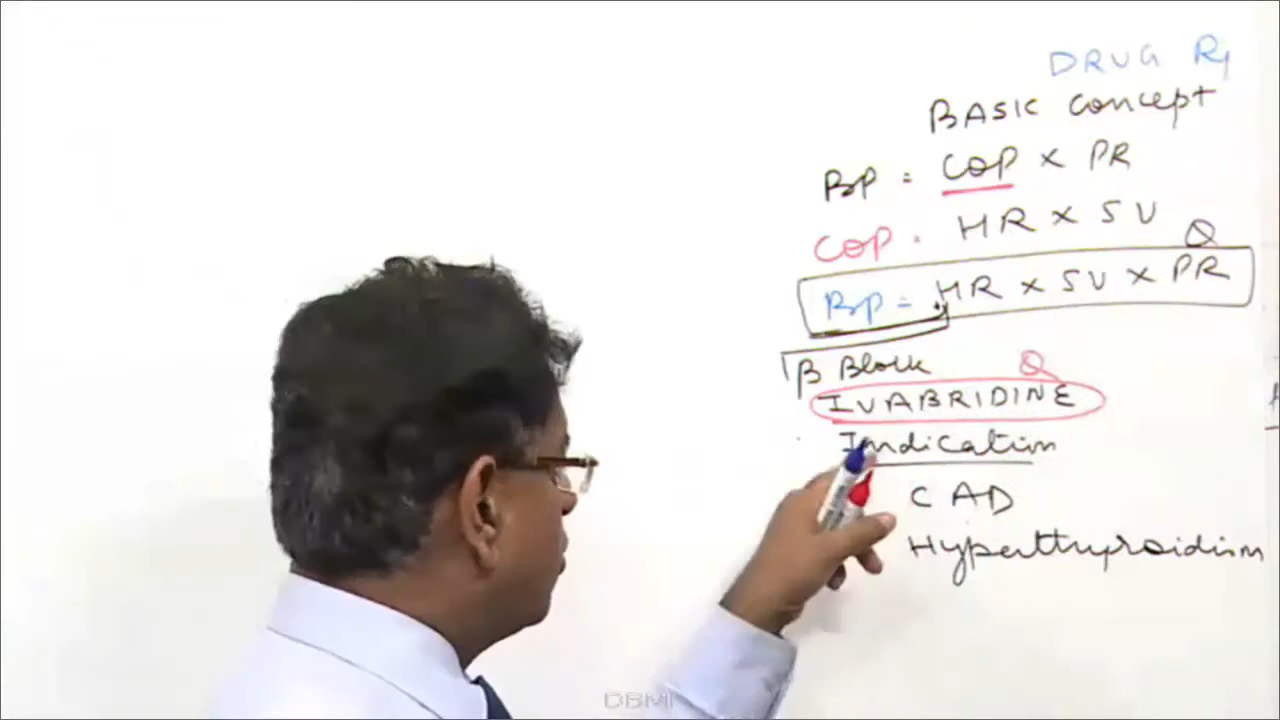 DRUG Rx
BASIC Concept
BP = COP × PR
COP = HR × SV
Q
BP = HR × SV × PR
β Block
Q
IVABRIDINE
Indication
CAD
Hyperthyroidism
DBMI